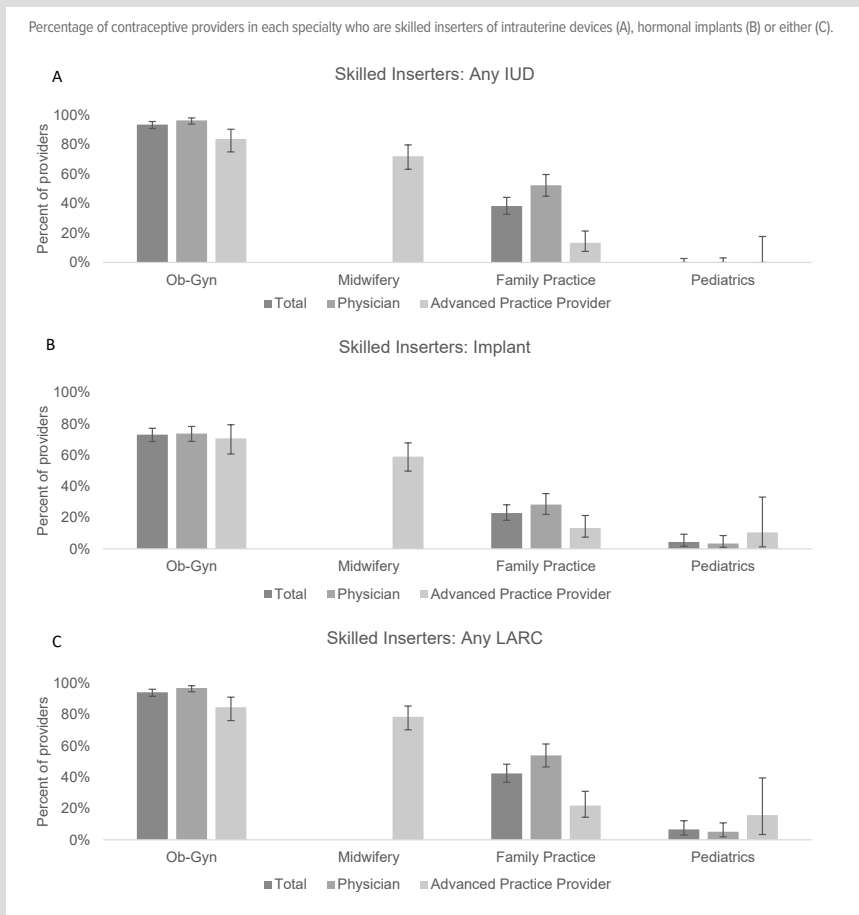 Percentage of contraceptive providers in each specialty who are skilled inserters of intrauterine devices (A), hormonal implants (B) or either (C).
A
Skilled Inserters: Any IUD
Percent of providers
100%
80%
60%
40%
20%
0%
Ob-Gyn Midwifery Family Practice Pediatrics
Total Physician Advanced Practice Provider
B
Skilled Inserters: Implant
Percent of providers
100%
80%
60%
40%
20%
0%
Ob-Gyn Midwifery Family Practice Pediatrics
Total Physician Advanced Practice Provider
C
Skilled Inserters: Any LARC
Percent of providers
100%
80%
60%
40%
20%
0%
Ob-Gyn Midwifery Family Practice Pediatrics
Total Physician Advanced Practice Provider